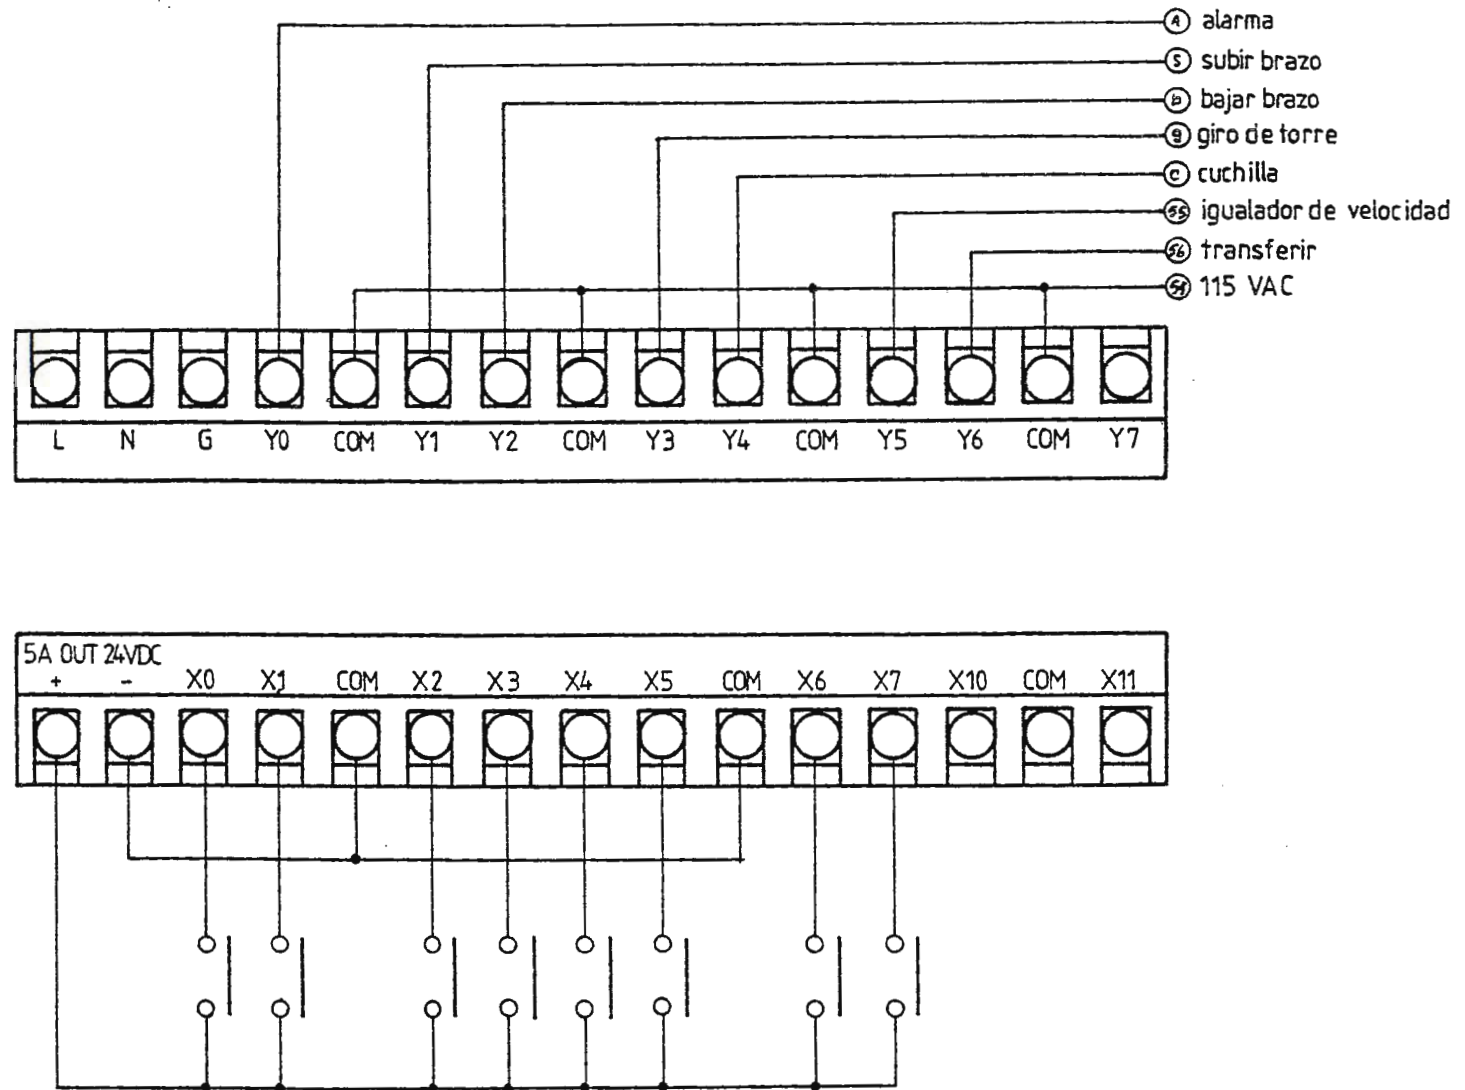 A alarma
S subir brazo
b bajar brazo
g giro de torre
c cuchilla
55 igualador de velocidad
56 transferir
115 VAC
L N G Y0 COM Y1 Y2 COM Y3 Y4 COM Y5 Y6 COM Y7
5A OUT 24VDC
+ - X0 X1 COM X2 X3 X4 X5 COM X6 X7 X10 COM X11